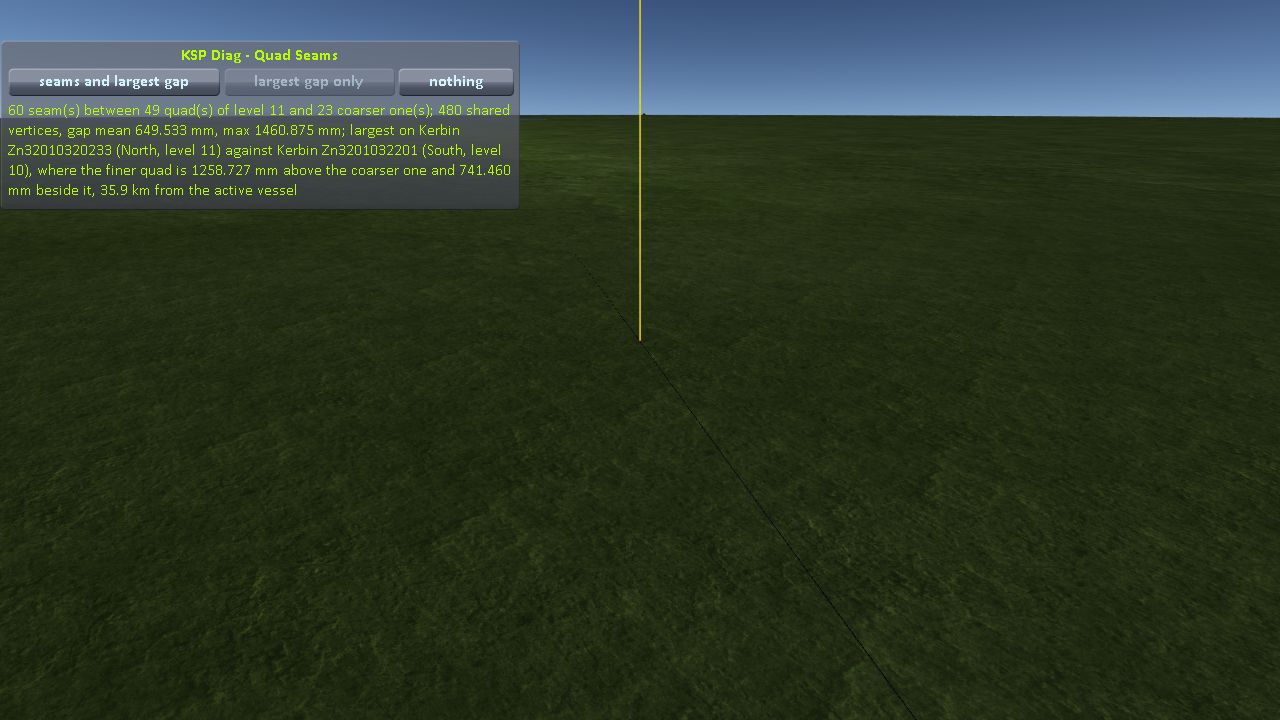 KSP Diag - Quad Seams
seams and largest gap largest gap only nothing
60 seam(s) between 49 quad(s) of level 11 and 23 coarser one(s); 480 shared
vertices, gap mean 649.533 mm, max 1460.875 mm; largest on Kerbin
Zn32010320233 (North, level 11) against Kerbin Zn3201032201 (South, level
10), where the finer quad is 1258.727 mm above the coarser one and 741.460
mm beside it, 35.9 km from the active vessel